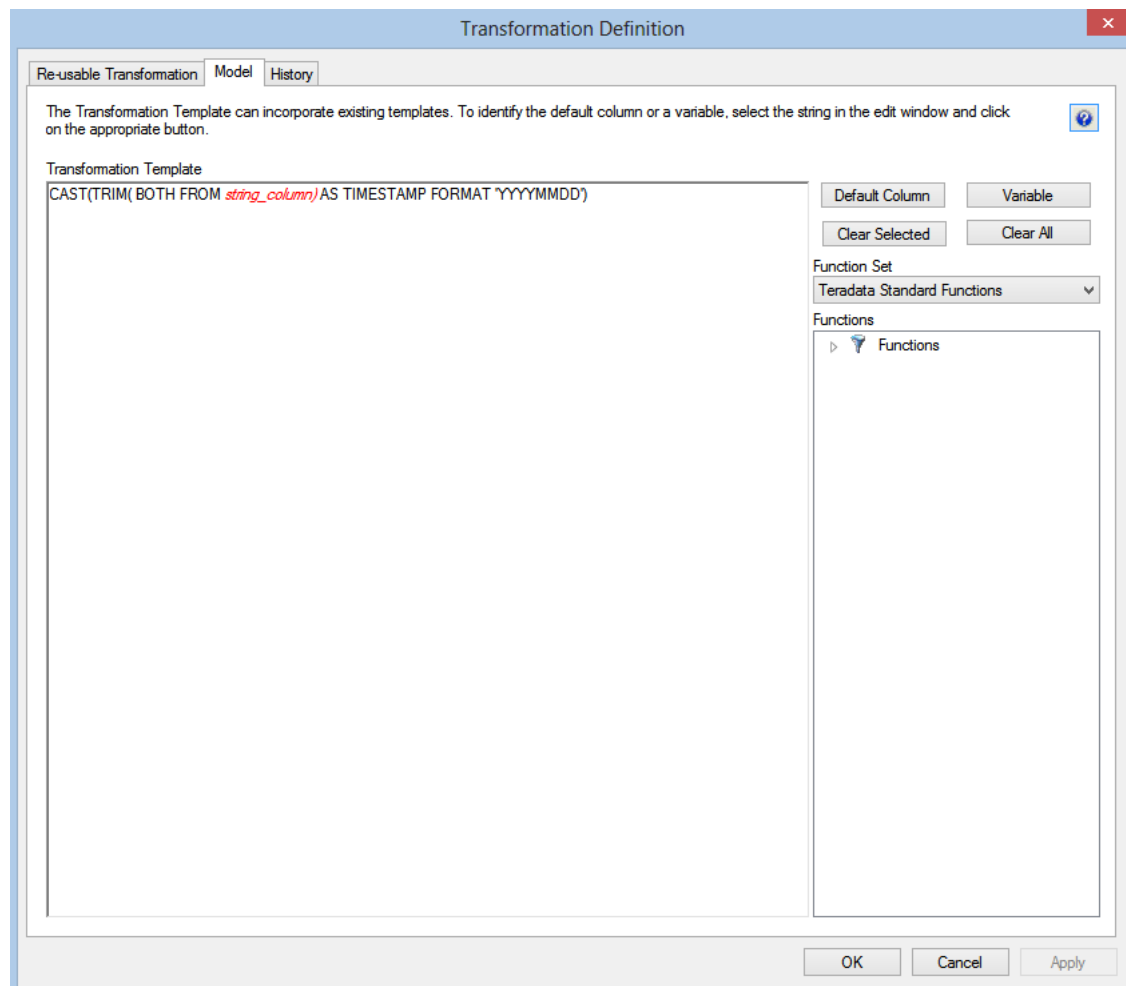 Transformation Definition
Re-usable Transformation Model History
The Transformation Template can incorporate existing templates. To identify the default column or a variable, select the string in the edit window and click
on the appropriate button.
Transformation Template
CAST(TRIM( BOTH FROM string_column) AS TIMESTAMP FORMAT 'YYYYMMDD')
Default Column Variable
Clear Selected Clear All
Function Set
Teradata Standard Functions
Functions
Functions
OK Cancel Apply